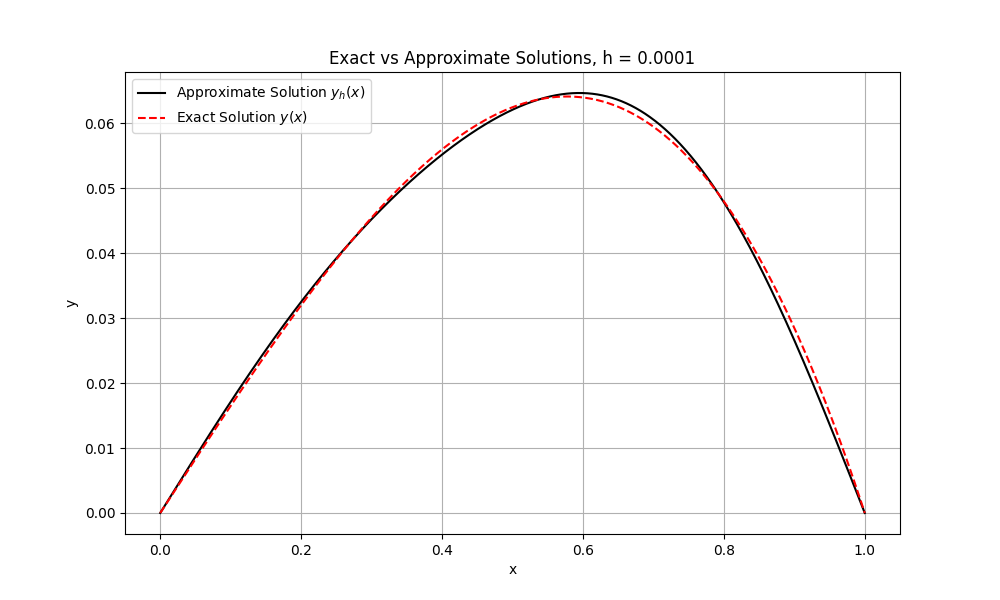 Exact vs Approximate Solutions, h = 0.0001
Approximate Solution y_h(x)
Exact Solution y(x)
y
0.06
0.05
0.04
0.03
0.02
0.01
0.00
0.0 0.2 0.4 0.6 0.8 1.0
x